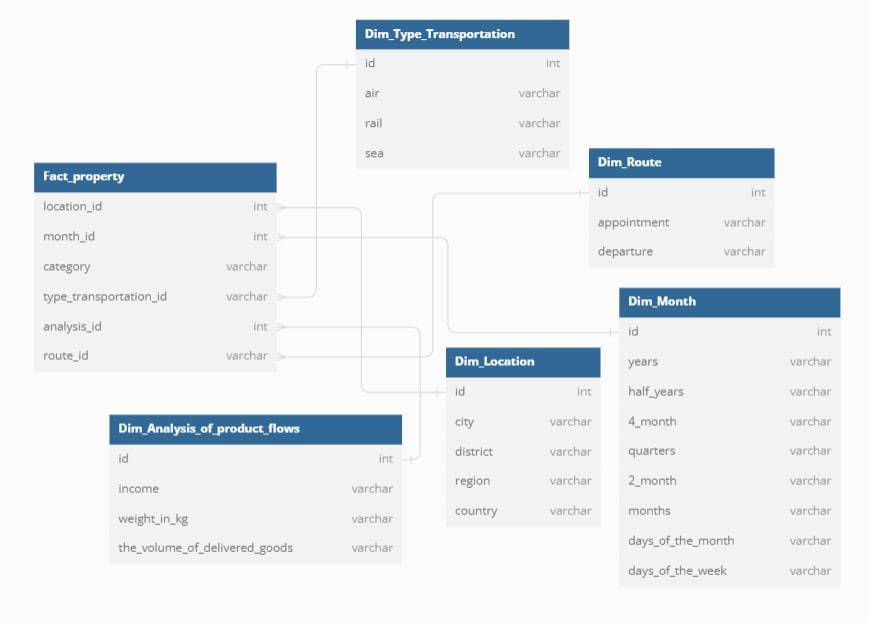 Dim_Type_Transportation
id int
air varchar
rail varchar
sea varchar
Dim_Route
id int
appointment varchar
departure varchar
Fact_property
location_id int
month_id int
category varchar
type_transportation_id varchar
analysis_id int
route_id varchar
Dim_Month
id int
years varchar
half_years varchar
4_month varchar
quarters varchar
2_month varchar
months varchar
days_of_the_month varchar
days_of_the_week varchar
Dim_Location
id int
city varchar
district varchar
region varchar
country varchar
Dim_Analysis_of_product_flows
id int
income varchar
weight_in_kg varchar
the_volume_of_delivered_goods varchar